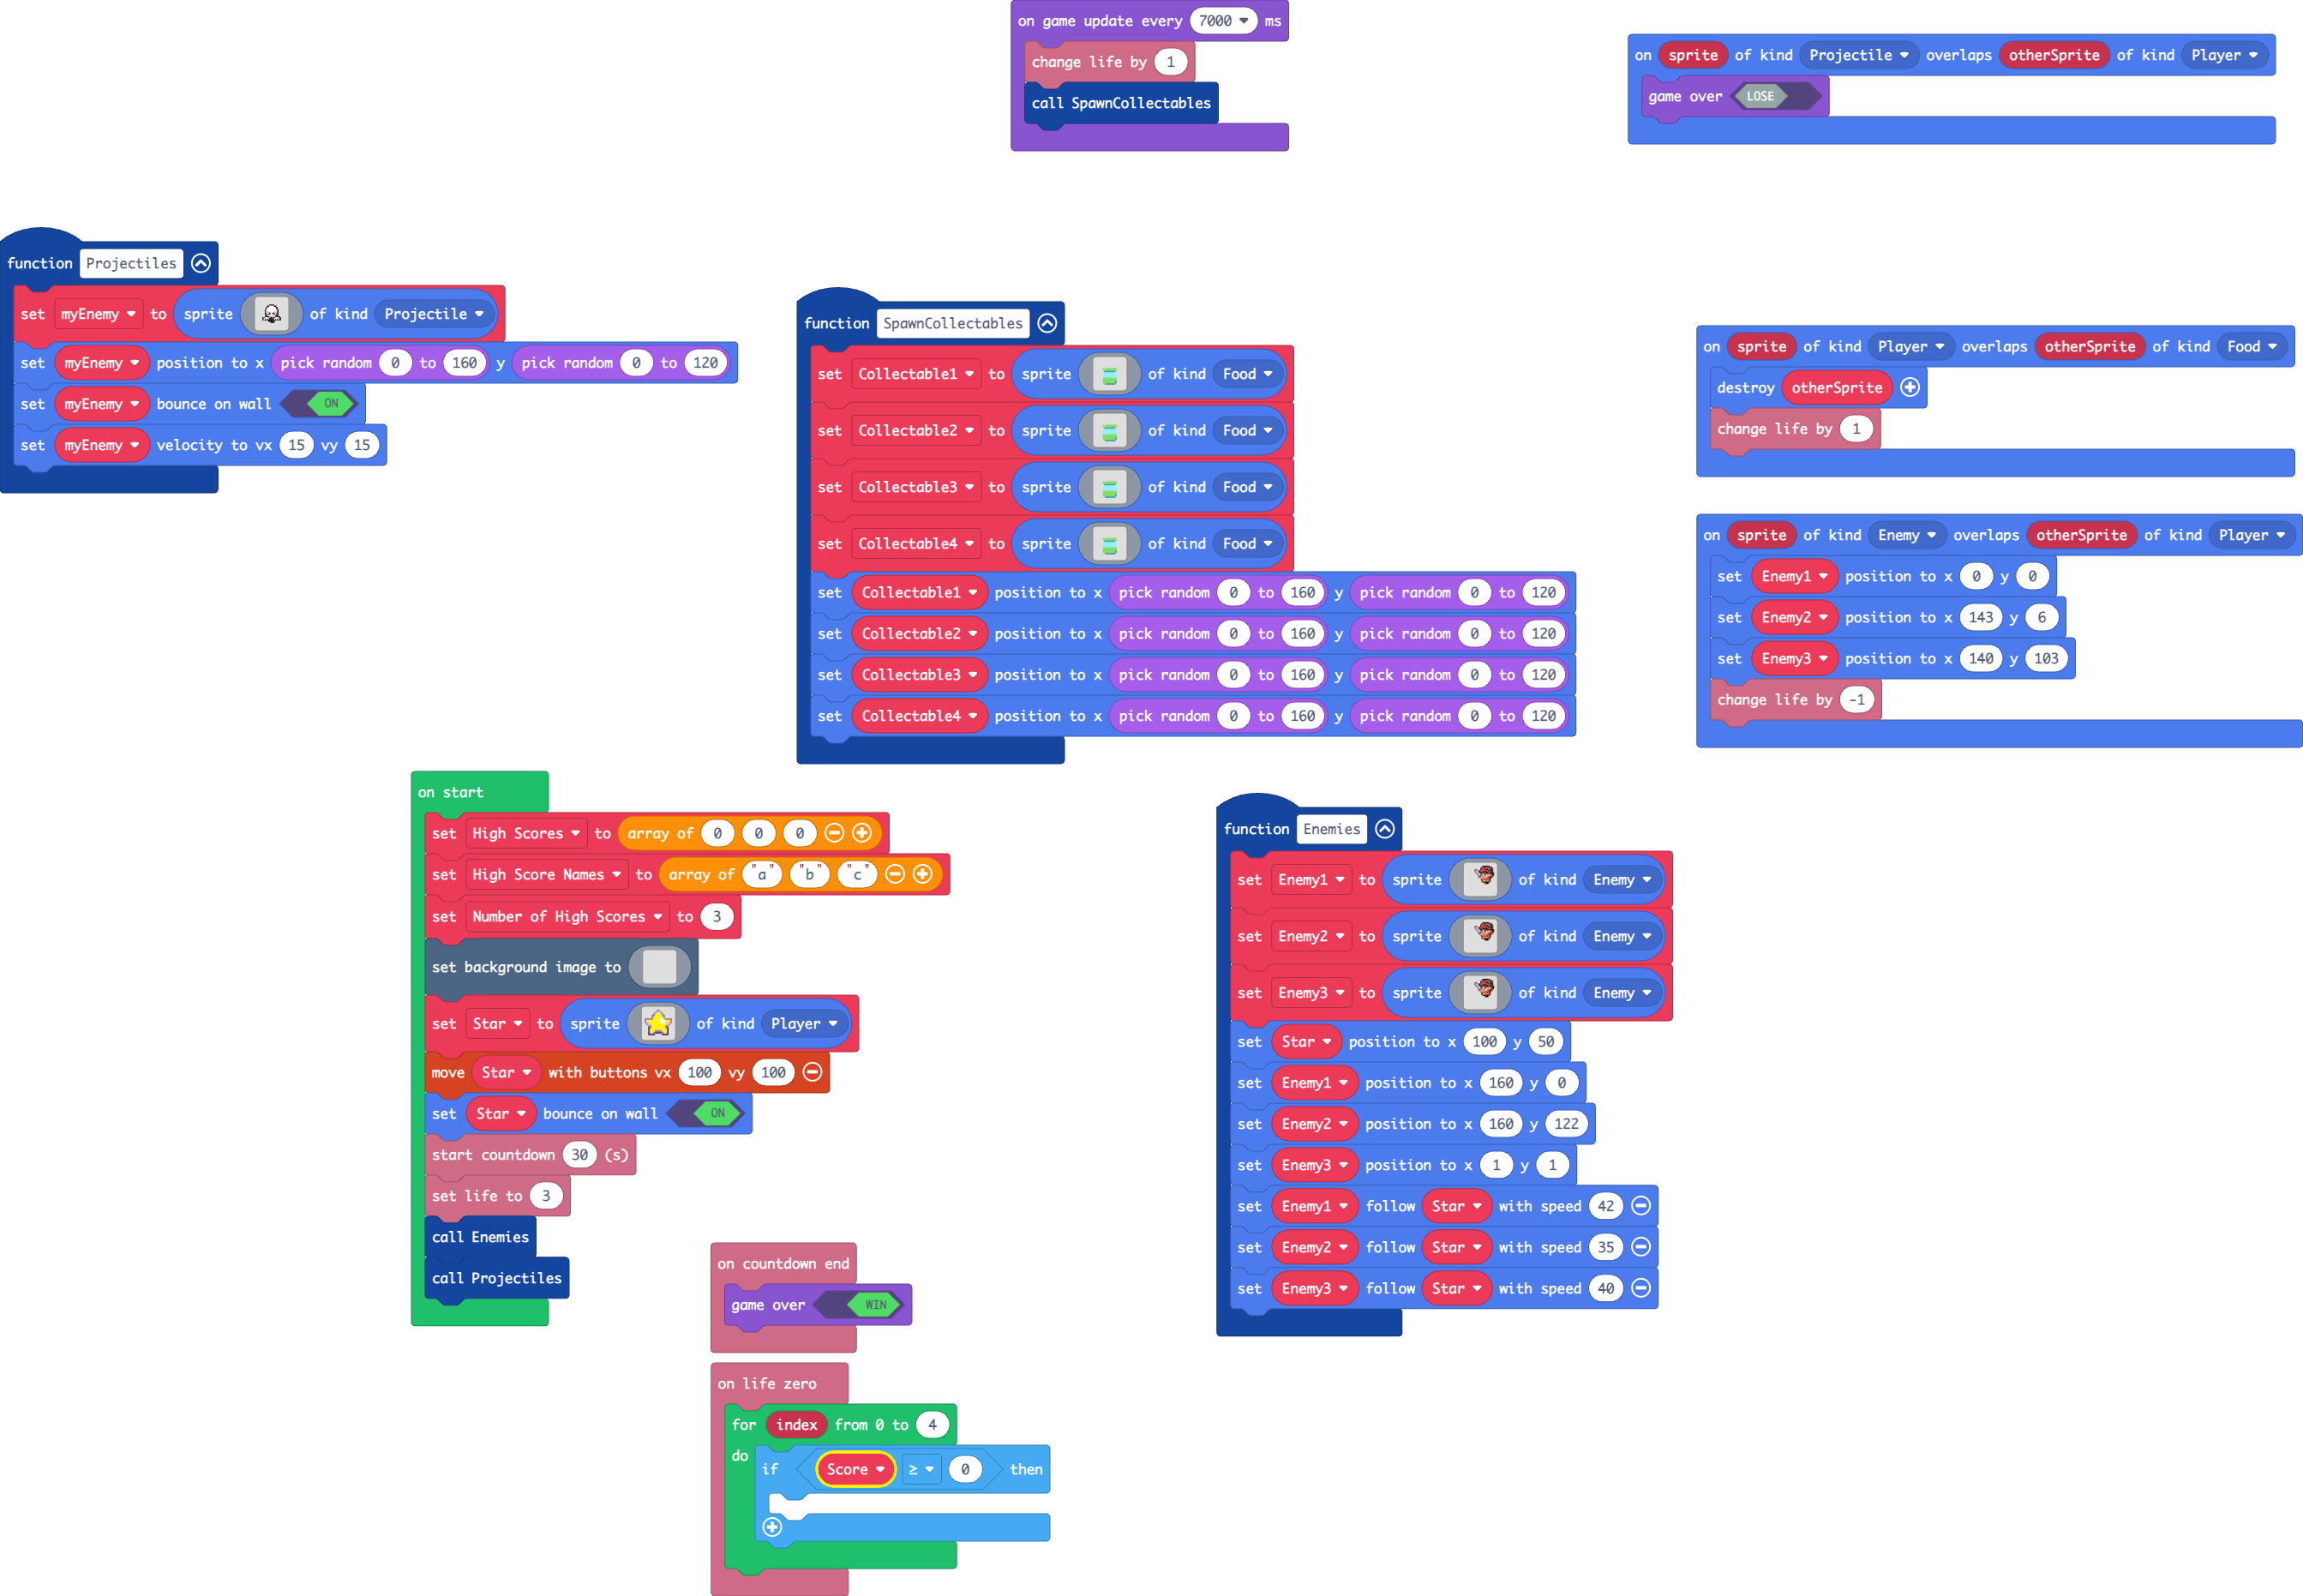 on game update every 7000 ms
change life by 1
call SpawnCollectables
on sprite of kind Projectile overlaps otherSprite of kind Player
game over LOSE
function Projectiles
set myEnemy to sprite of kind Projectile
set myEnemy position to x pick random 0 to 160 y pick random 0 to 120
set myEnemy bounce on wall ON
set myEnemy velocity to vx 15 vy 15
function SpawnCollectables
set Collectable1 to sprite of kind Food
set Collectable2 to sprite of kind Food
set Collectable3 to sprite of kind Food
set Collectable4 to sprite of kind Food
set Collectable1 position to x pick random 0 to 160 y pick random 0 to 120
set Collectable2 position to x pick random 0 to 160 y pick random 0 to 120
set Collectable3 position to x pick random 0 to 160 y pick random 0 to 120
set Collectable4 position to x pick random 0 to 160 y pick random 0 to 120
on sprite of kind Player overlaps otherSprite of kind Food
destroy otherSprite
change life by 1
on sprite of kind Enemy overlaps otherSprite of kind Player
set Enemy1 position to x 0 y 0
set Enemy2 position to x 143 y 6
set Enemy3 position to x 140 y 103
change life by -1
on start
set High Scores to array of 0 0 0
set High Score Names to array of "a" "b" "c"
set Number of High Scores to 3
set background image to
set Star to sprite of kind Player
move Star with buttons vx 100 vy 100
set Star bounce on wall ON
start countdown 30 (s)
set life to 3
call Enemies
call Projectiles
function Enemies
set Enemy1 to sprite of kind Enemy
set Enemy2 to sprite of kind Enemy
set Enemy3 to sprite of kind Enemy
set Star position to x 100 y 50
set Enemy1 position to x 160 y 0
set Enemy2 position to x 160 y 122
set Enemy3 position to x 1 y 1
set Enemy1 follow Star with speed 42
set Enemy2 follow Star with speed 35
set Enemy3 follow Star with speed 40
on countdown end
game over WIN
on life zero
for index from 0 to 4
do
if Score ≥ 0 then